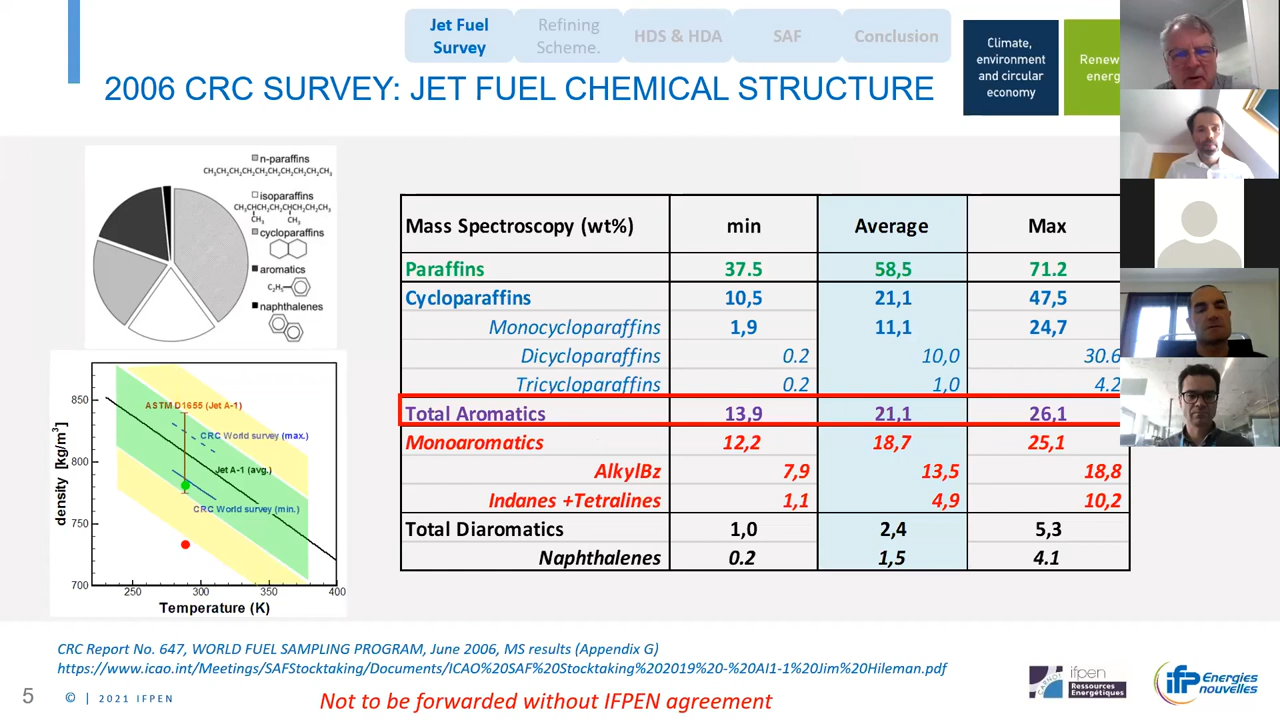 Jet Fuel
Survey
Refining
Scheme.
HDS & HDA
SAF
Conclusion
2006 CRC SURVEY: JET FUEL CHEMICAL STRUCTURE
Climate,
environment
and circular
economy
Renew
energ
n-paraffins
CH₃CH₂CH₂CH₂CH₂CH₂CH₂CH₂CH₂CH₂CH₃
isoparaffins
cycloparaffins
aromatics
C₂H₅
naphthalenes
Mass Spectroscopy (wt%) min Average Max
Paraffins 37.5 58,5 71.2
Cycloparaffins 10,5 21,1 47,5
Monocycloparaffins 1,9 11,1 24,7
Dicycloparaffins 0.2 10,0 30.6
Tricycloparaffins 0.2 1,0 4.2
Total Aromatics 13,9 21,1 26,1
Monoaromatics 12,2 18,7 25,1
AlkylBz 7,9 13,5 18,8
Indanes +Tetralines 1,1 4,9 10,2
Total Diaromatics 1,0 2,4 5,3
Naphthalenes 0.2 1,5 4.1
density [kg/m³]
850
800
750
700
ASTM D1655 (Jet A-1)
CRC World survey (max.)
Jet A-1 (avg.)
CRC World survey (min.)
250 300 350 400
Temperature (K)
CRC Report No. 647, WORLD FUEL SAMPLING PROGRAM, June 2006, MS results (Appendix G)
https://www.icao.int/Meetings/SAFStocktaking/Documents/ICAO%20SAF%20Stocktaking%202019%20-%20AI1-1%20Jim%20Hileman.pdf
5
© | 2021 IFPEN
Not to be forwarded without IFPEN agreement
CARNOT
ifpen
Ressources
Energétiques
ifp Energies
nouvelles